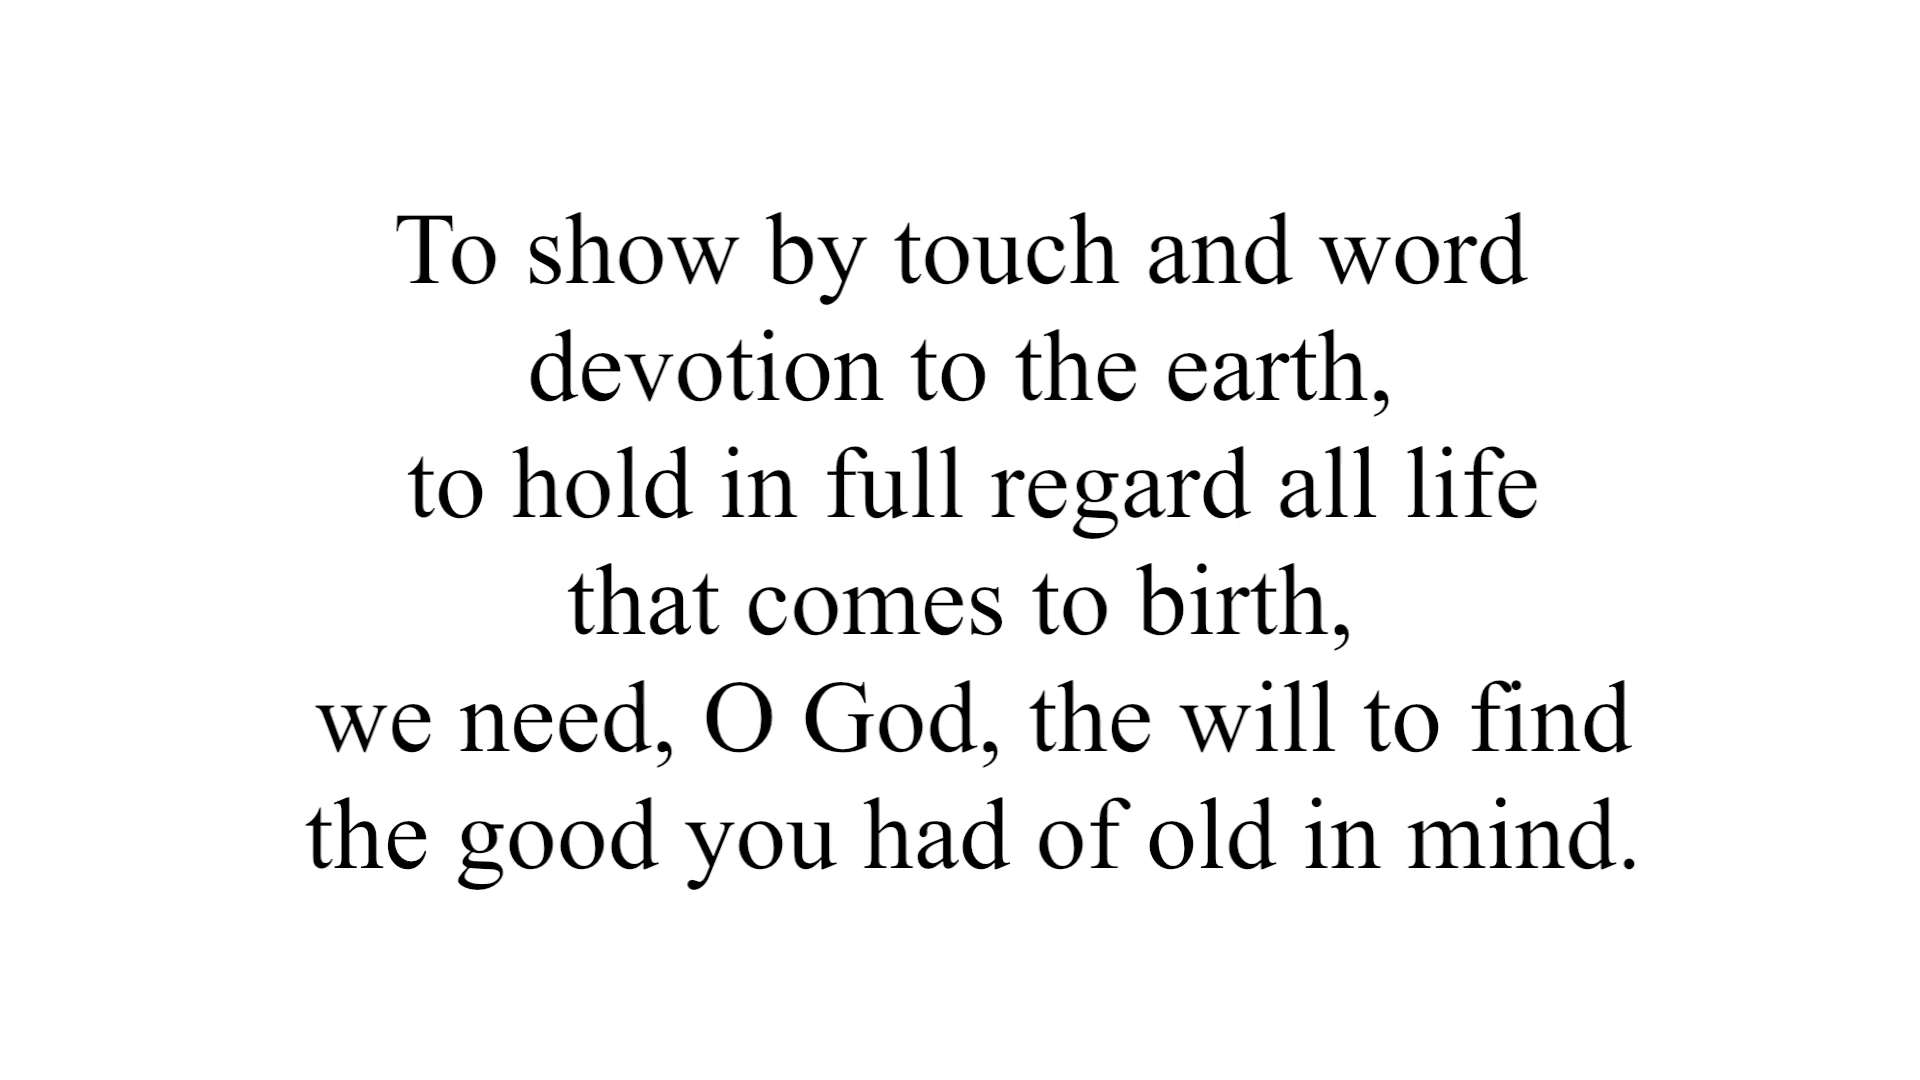 To show by touch and word
devotion to the earth,
to hold in full regard all life
that comes to birth,
we need, O God, the will to find
the good you had of old in mind.